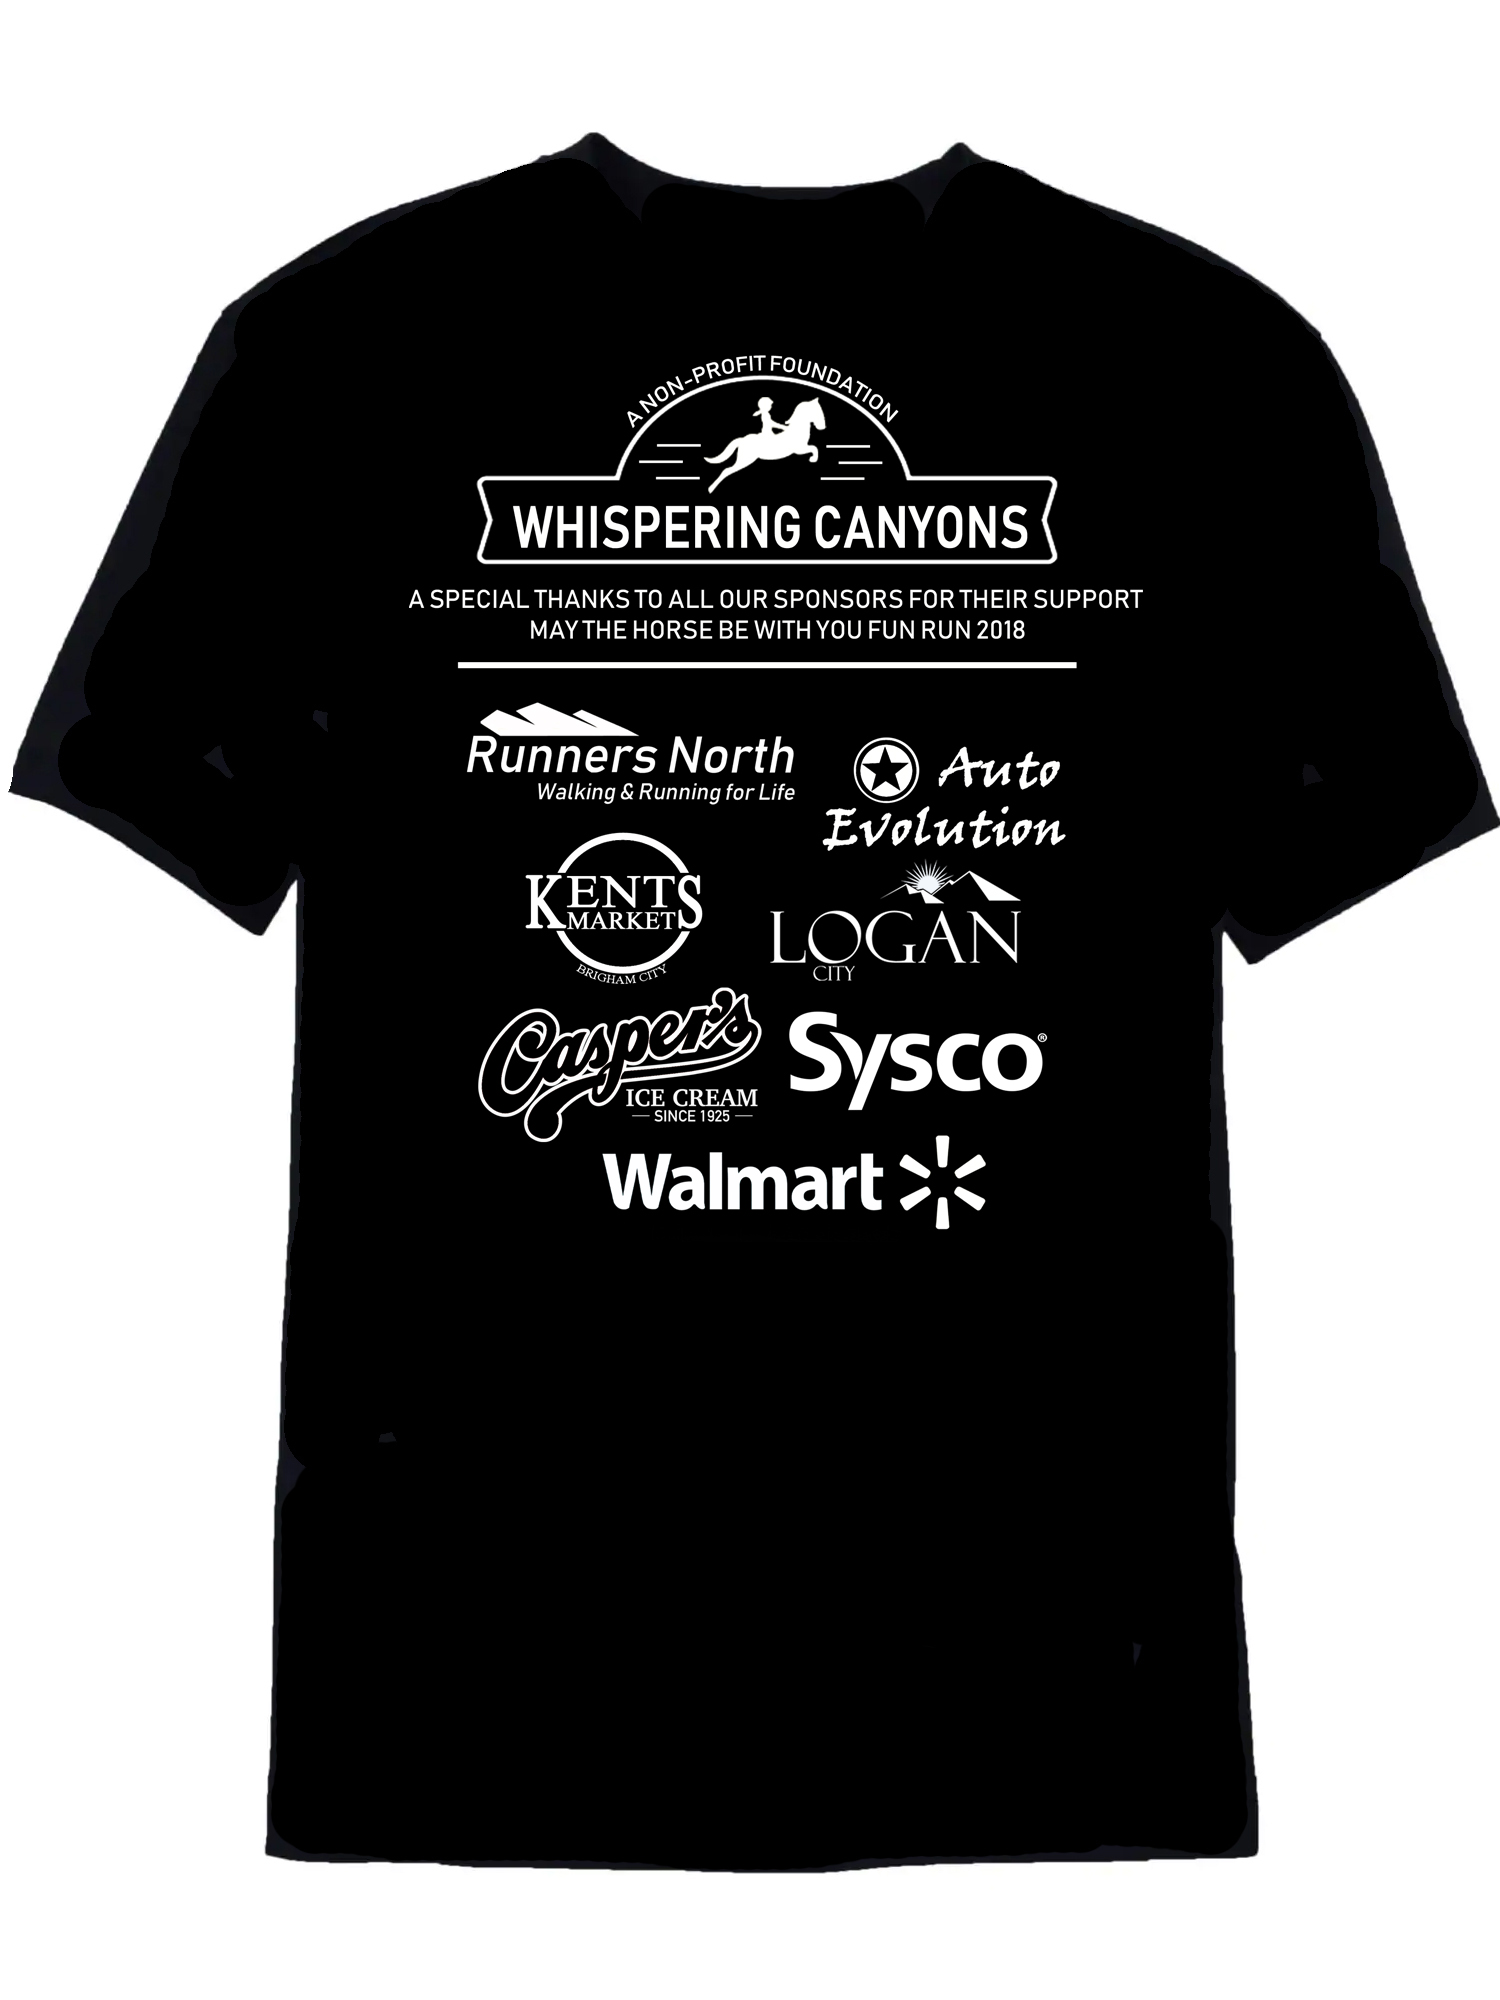 A NON-PROFIT FOUNDATION
WHISPERING CANYONS
A SPECIAL THANKS TO ALL OUR SPONSORS FOR THEIR SUPPORT
MAY THE HORSE BE WITH YOU FUN RUN 2018
Runners North
Walking & Running for Life
Auto
Evolution
KENTS
MARKET
BRIGHAM CITY
LOGAN
CITY
Casper's
ICE CREAM
SINCE 1925
Sysco®
Walmart